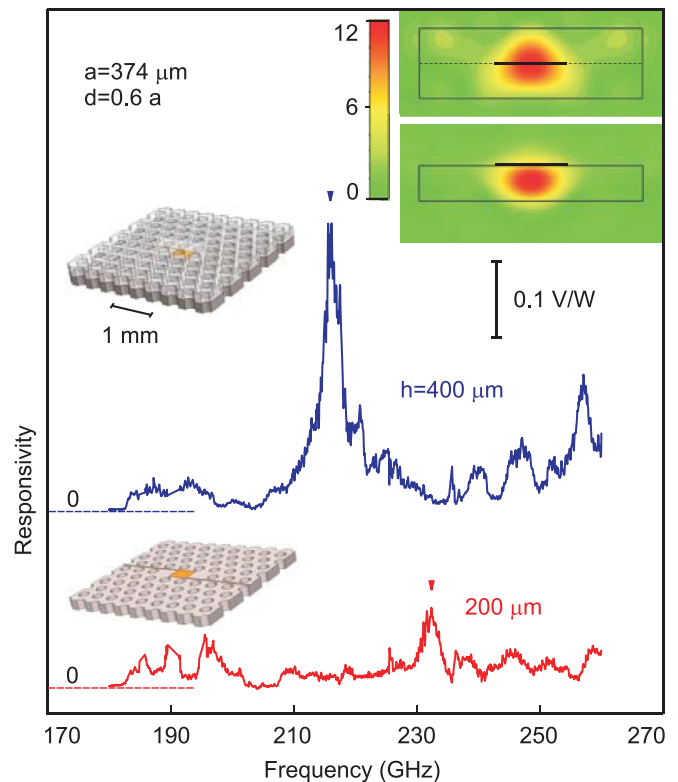 a=374 μm
d=0.6 a
12
6
0
1 mm
0.1 V/W
h=400 μm
0
200 μm
0
Responsivity
170 190 210 230 250 270
Frequency (GHz)